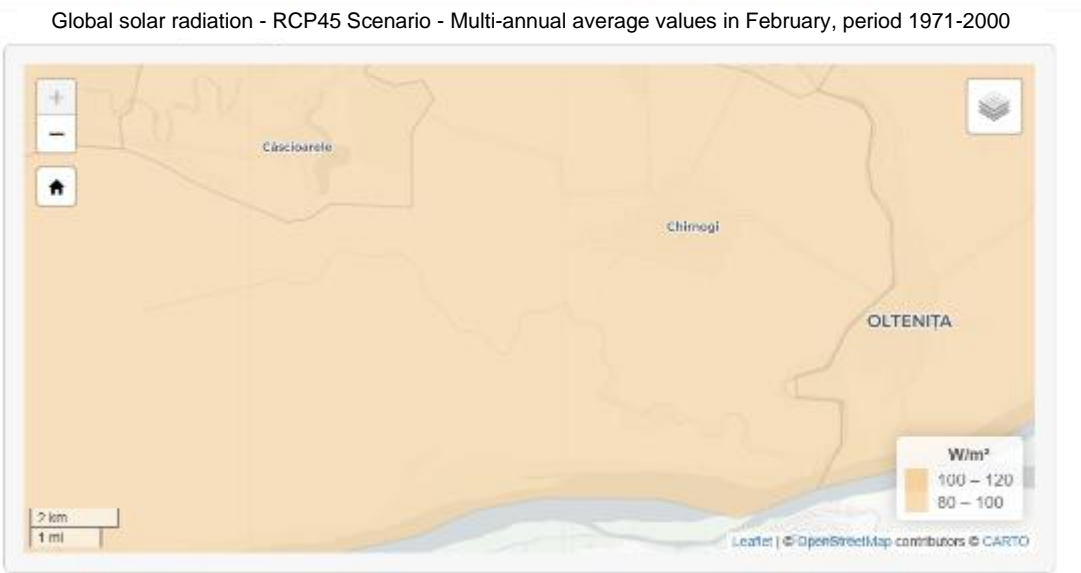 Global solar radiation - RCP45 Scenario - Multi-annual average values in February, period 1971-2000
+
−
Căscioarele
Chirnogi
OLTENIȚA
W/m²
100 – 120
80 – 100
2 km
1 mi
Leaflet | © OpenStreetMap contributors © CARTO